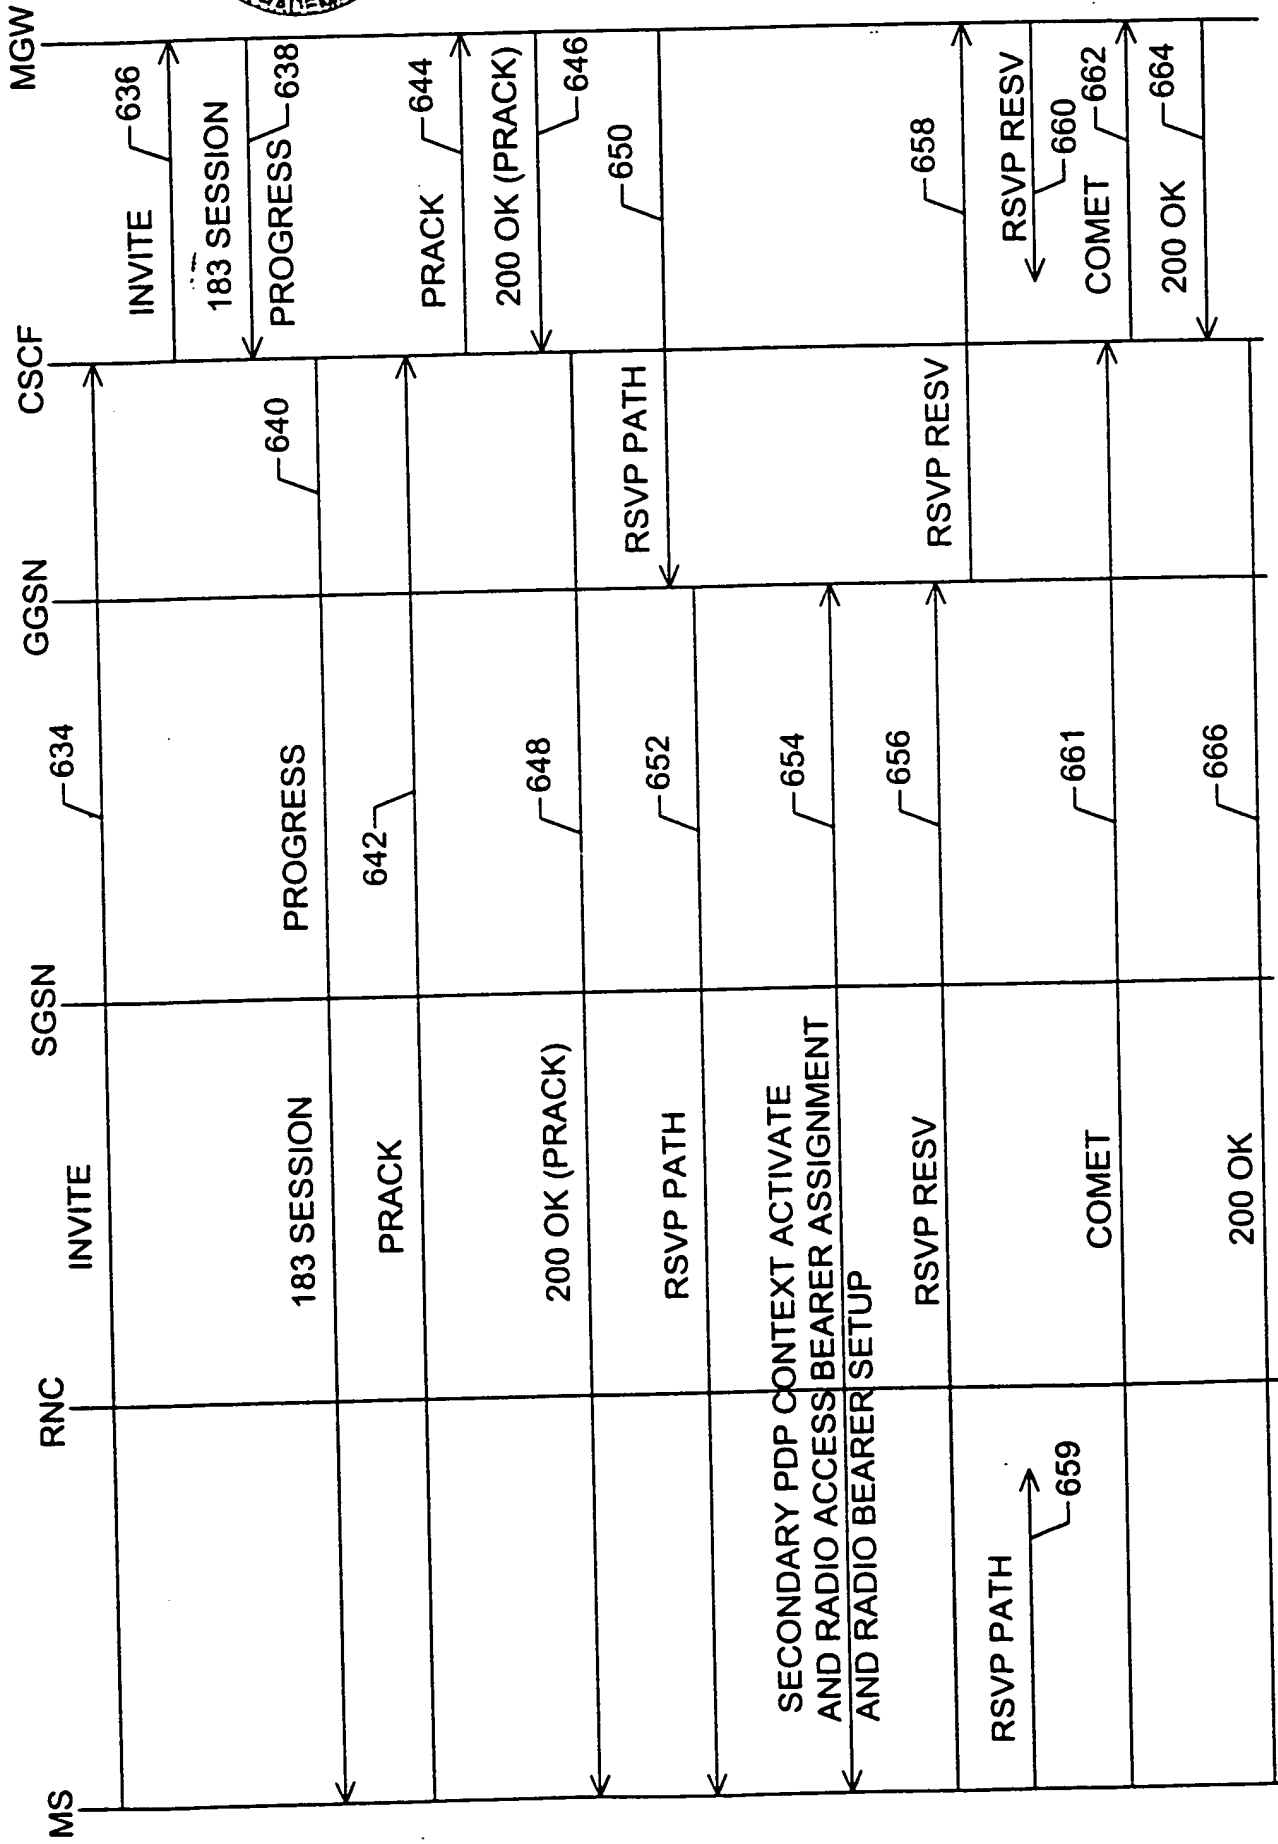 MS
RNC
SGSN
GGSN
CSCF
MGW
INVITE
634
INVITE
636
183 SESSION
PROGRESS
638
183 SESSION
PROGRESS
640
PRACK
642
PRACK
644
200 OK (PRACK)
646
200 OK (PRACK)
648
RSVP PATH
650
RSVP PATH
652
SECONDARY PDP CONTEXT ACTIVATE
AND RADIO ACCESS BEARER ASSIGNMENT
AND RADIO BEARER SETUP
654
RSVP RESV
656
RSVP RESV
658
RSVP PATH
659
RSVP RESV
660
COMET
661
COMET
662
200 OK
664
200 OK
666